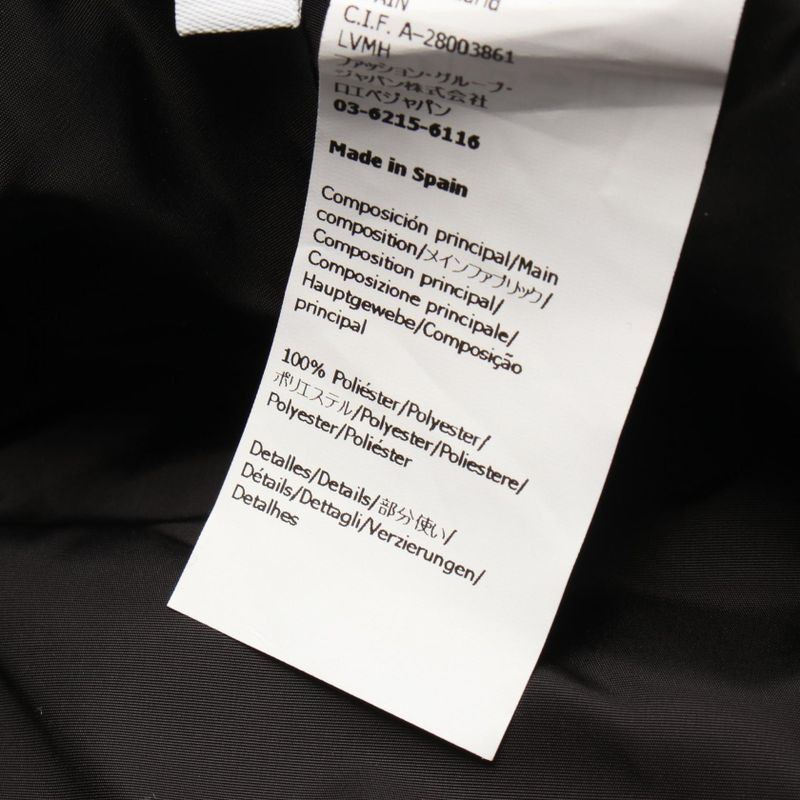 C.I.F. A-28003861
LVMH
ファッション・グループ・
ジャパン株式会社
ロエベジャパン
03-6215-6116
Made in Spain
Composición principal/Main
composition/メインファブリック/
Composition principal/
Composizione principale/
Hauptgewebe/Composição
principal
100% Poliéster/Polyester/
ポリエステル/Polyester/Poliestere/
Polyester/Poliéster
Detalles/Details/部分使い/
Détails/Dettagli/Verzierungen/
Detalhes